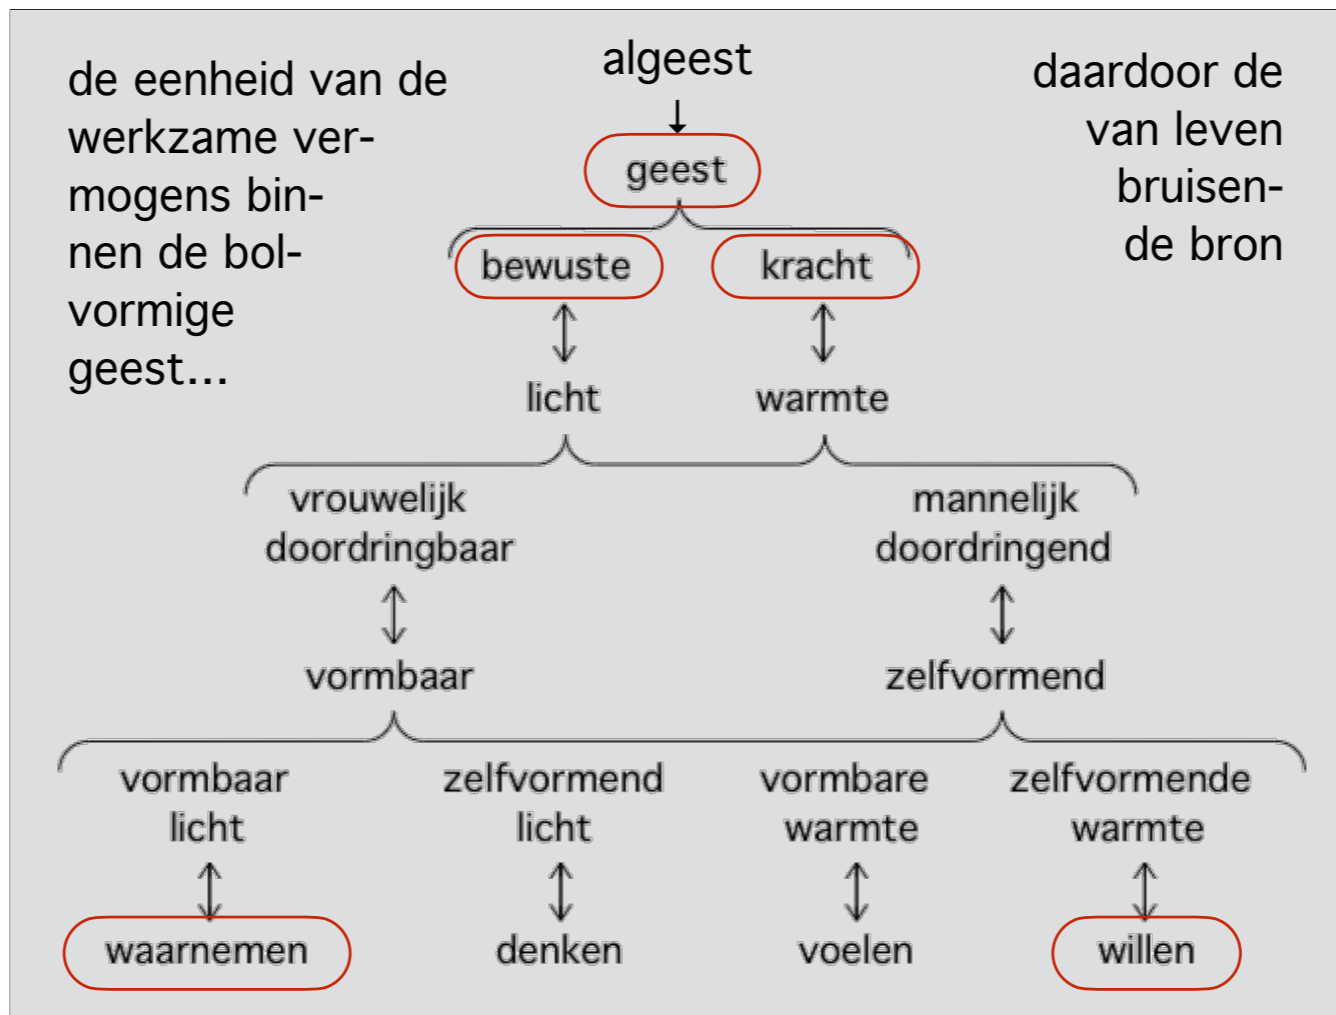 de eenheid van de
werkzame ver-
mogens bin-
nen de bol-
vormige
geest...
algeest
daardoor de
van leven
bruisen-
de bron
geest
bewuste kracht
licht warmte
vrouwelijk mannelijk
doordringbaar doordringend
vormbaar zelfvormend
vormbaar zelfvormend vormbare zelfvormende
licht licht warmte warmte
waarnemen denken voelen willen